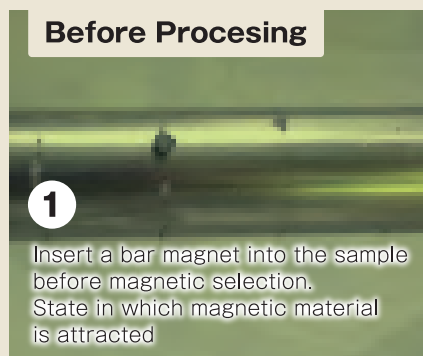 Before Procesing
1
Insert a bar magnet into the sample
before magnetic selection.
State in which magnetic material
is attracted